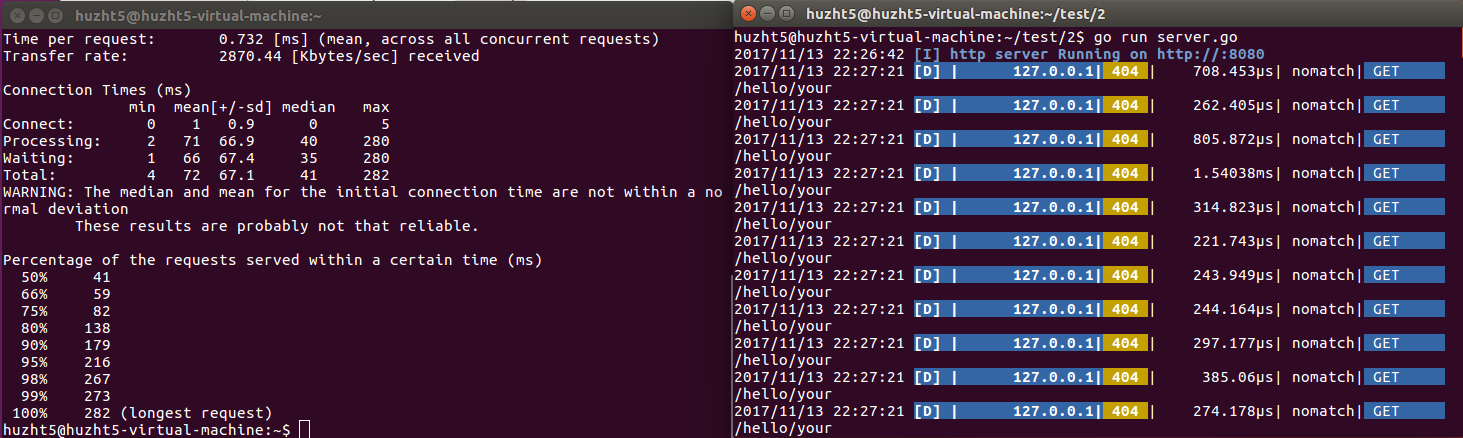 huzht5@huzht5-virtual-machine:~
Time per request:       0.732 [ms] (mean, across all concurrent requests)
Transfer rate:          2870.44 [Kbytes/sec] received

Connection Times (ms)
              min  mean[+/-sd] median   max
Connect:        0    1   0.9      0       5
Processing:     2   71  66.9     40     280
Waiting:        1   66  67.4     35     280
Total:          4   72  67.1     41     282
WARNING: The median and mean for the initial connection time are not within a no
rmal deviation
        These results are probably not that reliable.

Percentage of the requests served within a certain time (ms)
  50%     41
  66%     59
  75%     82
  80%    138
  90%    179
  95%    216
  98%    267
  99%    273
 100%    282 (longest request)
huzht5@huzht5-virtual-machine:~$
huzht5@huzht5-virtual-machine:~/test/2
huzht5@huzht5-virtual-machine:~/test/2$ go run server.go
2017/11/13 22:26:42 [I] http server Running on http://:8080
2017/11/13 22:27:21 [D] |      127.0.0.1| 404 |    708.453µs| nomatch| GET
/hello/your
2017/11/13 22:27:21 [D] |      127.0.0.1| 404 |    262.405µs| nomatch| GET
/hello/your
2017/11/13 22:27:21 [D] |      127.0.0.1| 404 |    805.872µs| nomatch| GET
/hello/your
2017/11/13 22:27:21 [D] |      127.0.0.1| 404 |    1.54038ms| nomatch| GET
/hello/your
2017/11/13 22:27:21 [D] |      127.0.0.1| 404 |    314.823µs| nomatch| GET
/hello/your
2017/11/13 22:27:21 [D] |      127.0.0.1| 404 |    221.743µs| nomatch| GET
/hello/your
2017/11/13 22:27:21 [D] |      127.0.0.1| 404 |    243.949µs| nomatch| GET
/hello/your
2017/11/13 22:27:21 [D] |      127.0.0.1| 404 |    244.164µs| nomatch| GET
/hello/your
2017/11/13 22:27:21 [D] |      127.0.0.1| 404 |    297.177µs| nomatch| GET
/hello/your
2017/11/13 22:27:21 [D] |      127.0.0.1| 404 |     385.06µs| nomatch| GET
/hello/your
2017/11/13 22:27:21 [D] |      127.0.0.1| 404 |    274.178µs| nomatch| GET
/hello/your